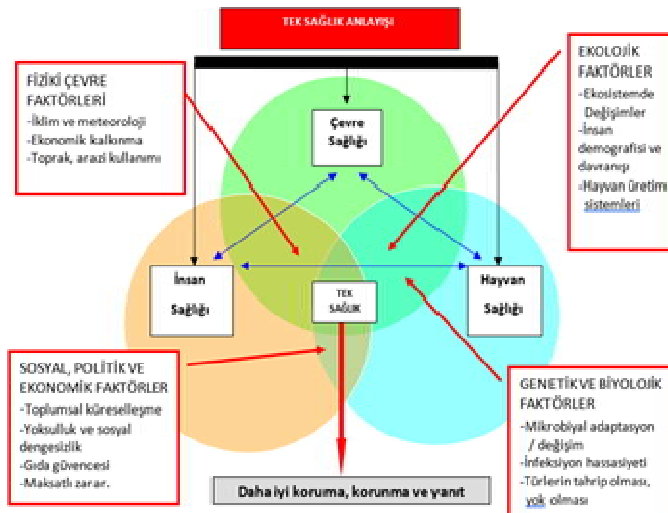 TEK SAĞLIK ANLAYIŞI
FİZİKİ ÇEVRE
FAKTÖRLERİ
-İklim ve meteoroloji
-Ekonomik kalkınma
-Toprak, arazi kullanımı
EKOLOJİK
FAKTÖRLER
-Ekosistemde
Değişimler
-İnsan
demografisi ve
davranışı
-Hayvan üretimi
sistemleri
Çevre
Sağlığı
İnsan
Sağlığı
Hayvan
Sağlığı
TEK
SAĞLIK
SOSYAL, POLİTİK VE
EKONOMİK FAKTÖRLER
-Toplumsal küreselleşme
-Yoksulluk ve sosyal
dengesizlik
-Gıda güvencesi
-Maksatlı zarar.
GENETİK VE BİYOLOJİK
FAKTÖRLER
-Mikrobiyal adaptasyon
/ değişim
-İnfeksiyon hassasiyeti
-Türlerin tahrip olması,
yok olması
Daha iyi koruma, korunma ve yanıt